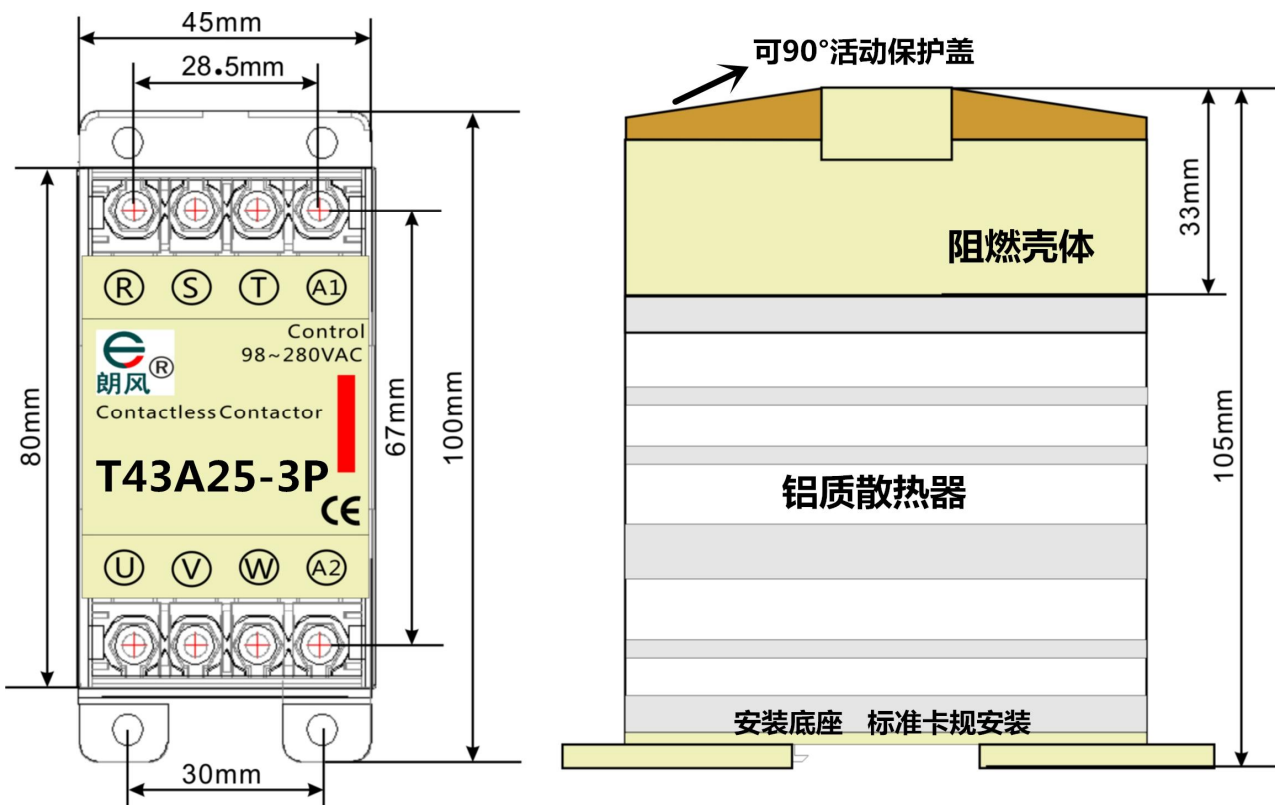 45mm
28.5mm
可90°活动保护盖
33mm
阻燃壳体
R S T A1
Control
98~280VAC
朗风®
Contactless Contactor
T43A25-3P
CE
80mm
67mm
100mm
105mm
铝质散热器
U V W A2
安装底座 标准卡规安装
30mm